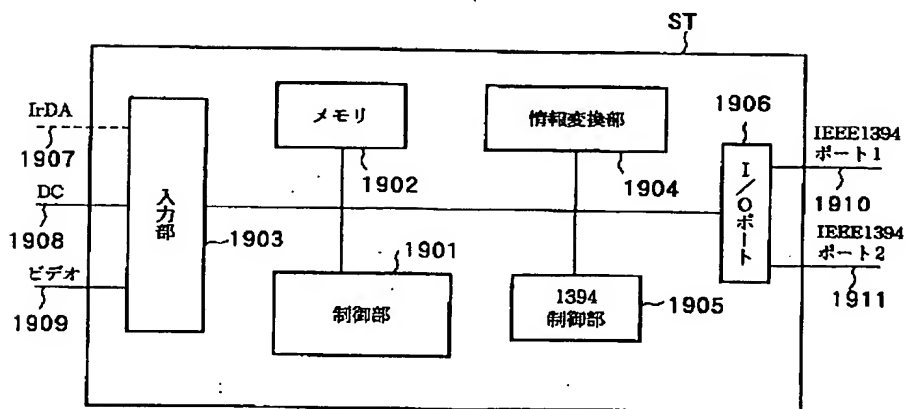 ST
IrDA
1907
DC
1908
ビデオ
1909
入力部
1903
メモリ
1902
1901
制御部
情報変換部
1904
1394
制御部
1905
1906
I/Oポート
IEEE1394
ポート1
1910
IEEE1394
ポート2
1911